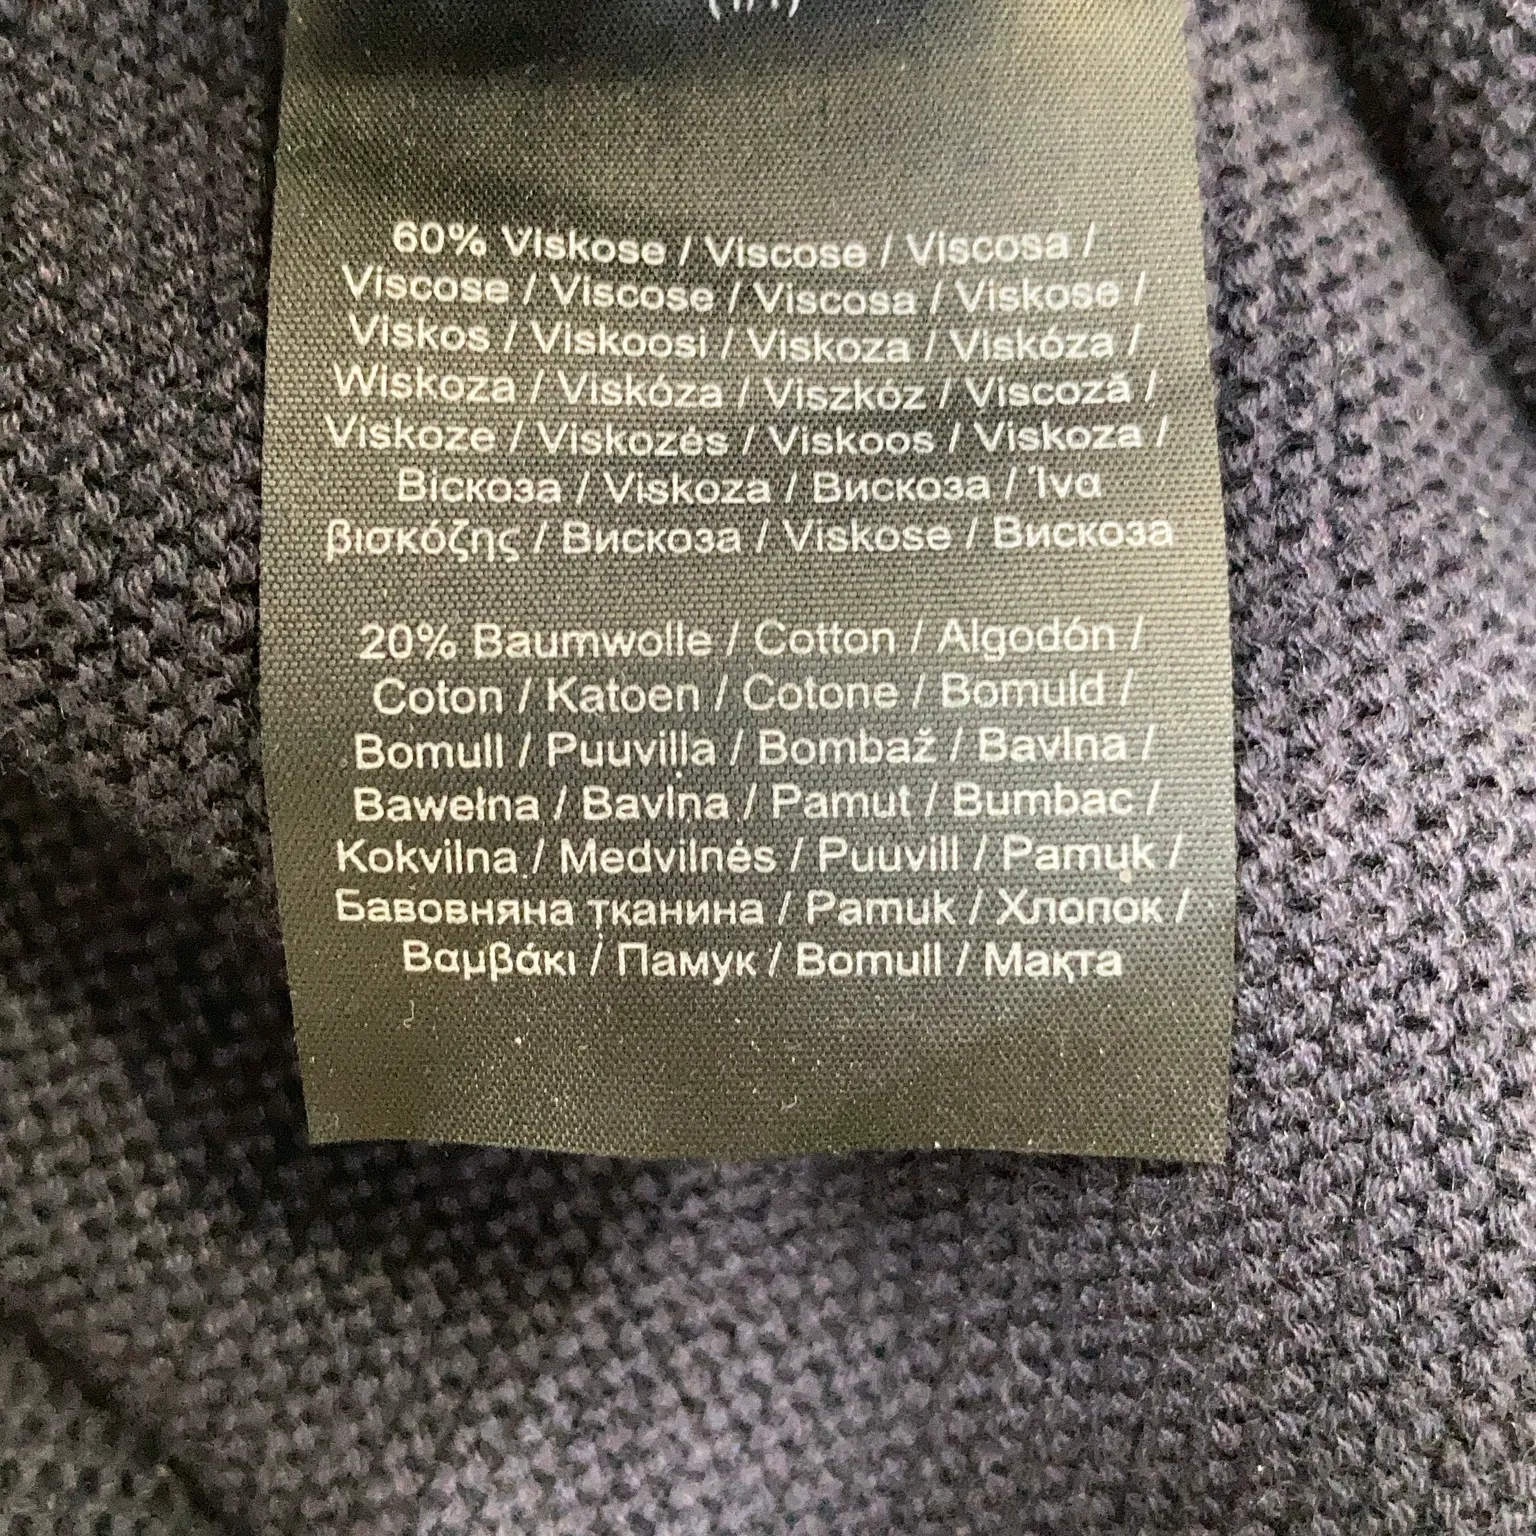 60% Viskose / Viscose / Viscosa /
Viscose / Viscose / Viscosa / Viskose /
Viskos / Viskoosi / Viskoza / Viskóza /
Wiskoza / Viskóza / Viszkóz / Viscoză /
Viskoze / Viskozės / Viskoos / Viskoza /
Віскоза / Viskoza / Вискоза / Ίνα
βισκόζης / Вискоза / Viskose / Вискоза
20% Baumwolle / Cotton / Algodón /
Coton / Katoen / Cotone / Bomuld /
Bomull / Puuvilla / Bombaž / Bavlna /
Bawełna / Bavlna / Pamut / Bumbac /
Kokvilna / Medvilnės / Puuvill / Pamuk /
Бавовняна тканина / Pamuk / Хлопок /
Βαμβάκι / Памук / Bomull / Мақта